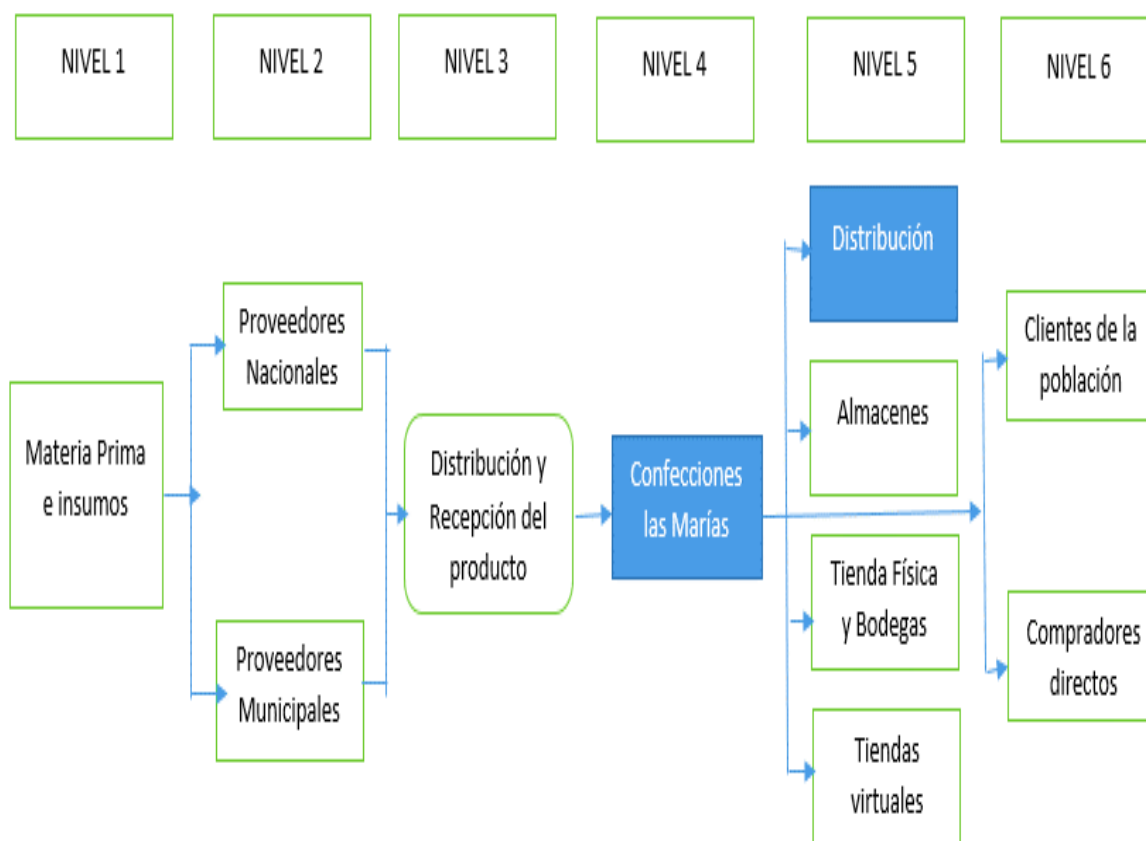 NIVEL 1
NIVEL 2
NIVEL 3
NIVEL 4
NIVEL 5
NIVEL 6
Materia Prima
e insumos
Proveedores
Nacionales
Proveedores
Municipales
Distribución y
Recepción del
producto
Confecciones
las Marías
Distribución
Almacenes
Tienda Física
y Bodegas
Tiendas
virtuales
Clientes de la
población
Compradores
directos